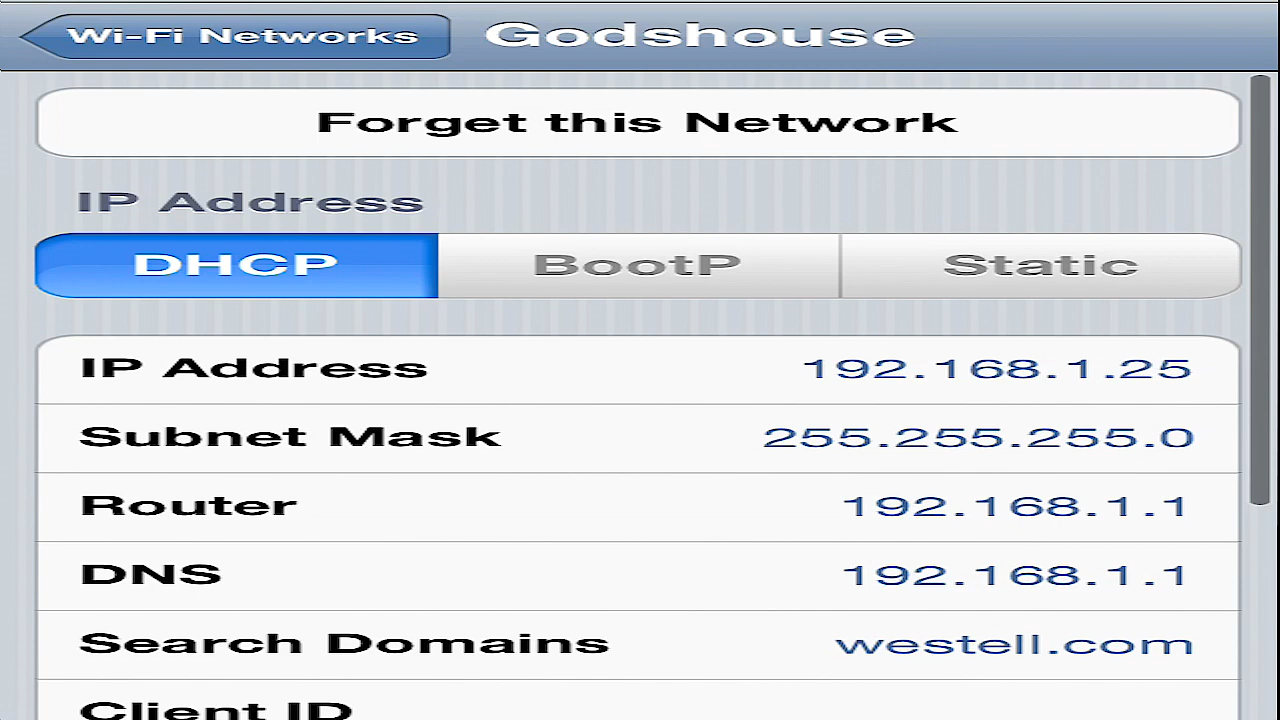 Wi-Fi Networks Godshouse
Forget this Network
IP Address
DHCP BootP Static
IP Address 192.168.1.25
Subnet Mask 255.255.255.0
Router 192.168.1.1
DNS 192.168.1.1
Search Domains westell.com
Client ID